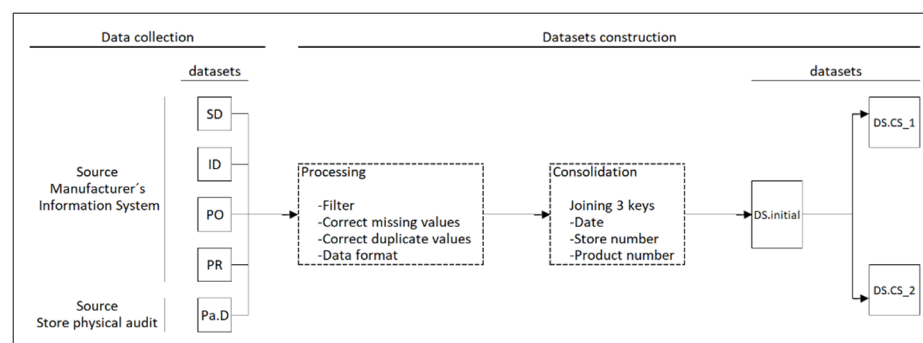 Data collection
Datasets construction
datasets
datasets
SD
ID
PO
PR
Pa.D
Source
Manufacturer´s
Information System
Source
Store physical audit
Processing
-Filter
-Correct missing values
-Correct duplicate values
-Data format
Consolidation
Joining 3 keys
-Date
-Store number
-Product number
DS.initial
DS.CS_1
DS.CS_2